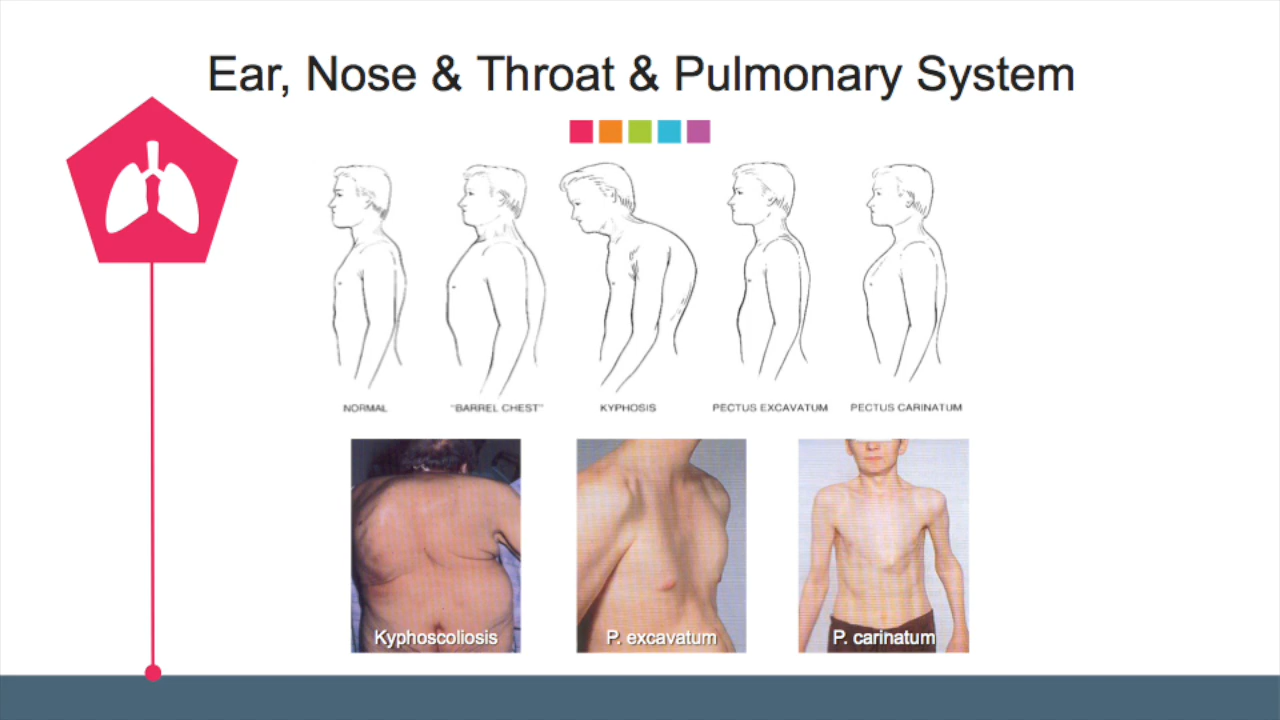 Ear, Nose & Throat & Pulmonary System
NORMAL
"BARREL CHEST"
KYPHOSIS
PECTUS EXCAVATUM
PECTUS CARINATUM
Kyphoscoliosis
P. excavatum
P. carinatum